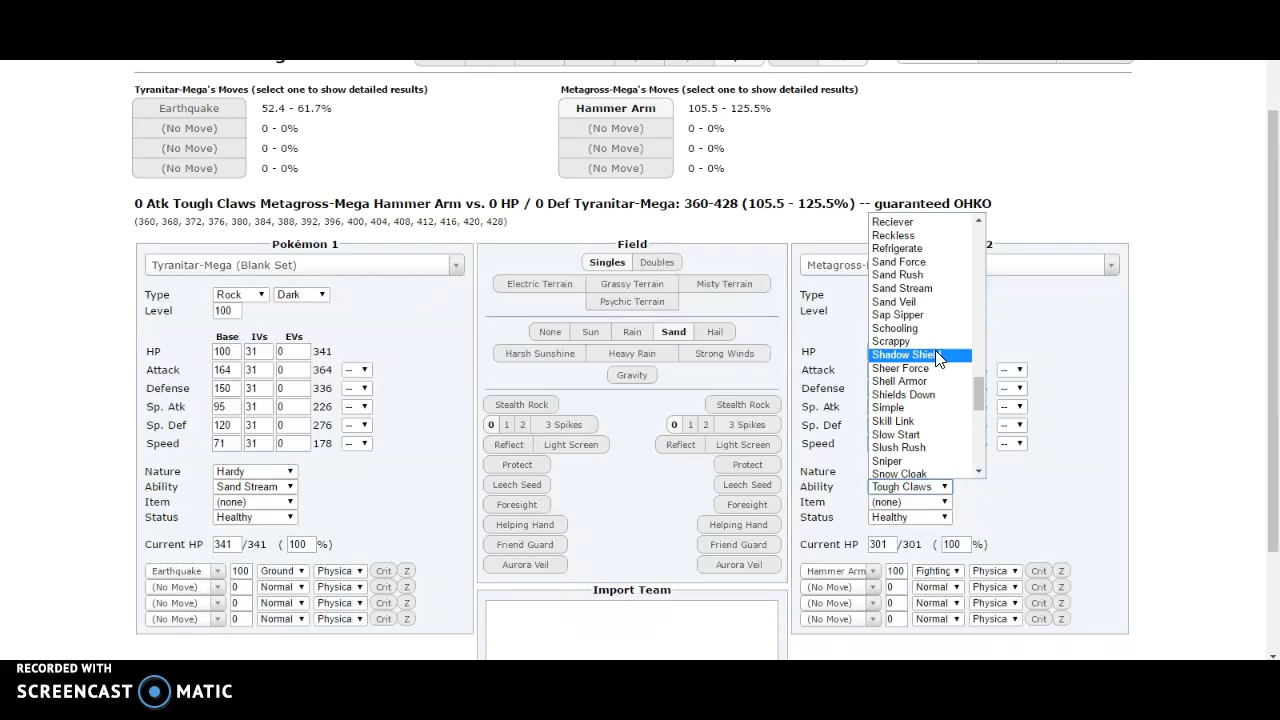 Tyranitar-Mega's Moves (select one to show detailed results) Metagross-Mega's Moves (select one to show detailed results)
Earthquake 52.4 - 61.7% Hammer Arm 105.5 - 125.5%
(No Move) 0 - 0% (No Move) 0 - 0%
(No Move) 0 - 0% (No Move) 0 - 0%
(No Move) 0 - 0% (No Move) 0 - 0%
0 Atk Tough Claws Metagross-Mega Hammer Arm vs. 0 HP / 0 Def Tyranitar-Mega: 360-428 (105.5 - 125.5%) -- guaranteed OHKO
(360, 368, 372, 376, 380, 384, 388, 392, 396, 400, 404, 408, 412, 416, 420, 428)
Pokémon 1
Tyranitar-Mega (Blank Set)
Type Rock Dark
Level 100
Base IVs EVs
HP 100 31 0 341
Attack 164 31 0 364 --
Defense 150 31 0 336 --
Sp. Atk 95 31 0 226 --
Sp. Def 120 31 0 276 --
Speed 71 31 0 178 --
Nature Hardy
Ability Sand Stream
Item (none)
Status Healthy
Current HP 341 /341 ( 100 %)
Earthquake 100 Ground Physica Crit Z
(No Move) 0 Normal Physica Crit Z
(No Move) 0 Normal Physica Crit Z
(No Move) 0 Normal Physica Crit Z
Field
Singles Doubles
Electric Terrain Grassy Terrain Misty Terrain
Psychic Terrain
None Sun Rain Sand Hail
Harsh Sunshine Heavy Rain Strong Winds
Gravity
Stealth Rock Stealth Rock
0 1 2 3 Spikes 0 1 2 3 Spikes
Reflect Light Screen Reflect Light Screen
Protect Protect
Leech Seed Leech Seed
Foresight Foresight
Helping Hand Helping Hand
Friend Guard Friend Guard
Aurora Veil Aurora Veil
Import Team
2
Metagross-
Type
Level
HP
Attack --
Defense --
Sp. Atk --
Sp. Def --
Speed --
Nature
Reciever
Reckless
Refrigerate
Sand Force
Sand Rush
Sand Stream
Sand Veil
Sap Sipper
Schooling
Scrappy
Shadow Shield
Sheer Force
Shell Armor
Shields Down
Simple
Skill Link
Slow Start
Slush Rush
Sniper
Snow Cloak
Ability Tough Claws
Item (none)
Status Healthy
Current HP 301 /301 ( 100 %)
Hammer Arm 100 Fighting Physica Crit Z
(No Move) 0 Normal Physica Crit Z
(No Move) 0 Normal Physica Crit Z
(No Move) 0 Normal Physica Crit Z
RECORDED WITH
SCREENCAST MATIC